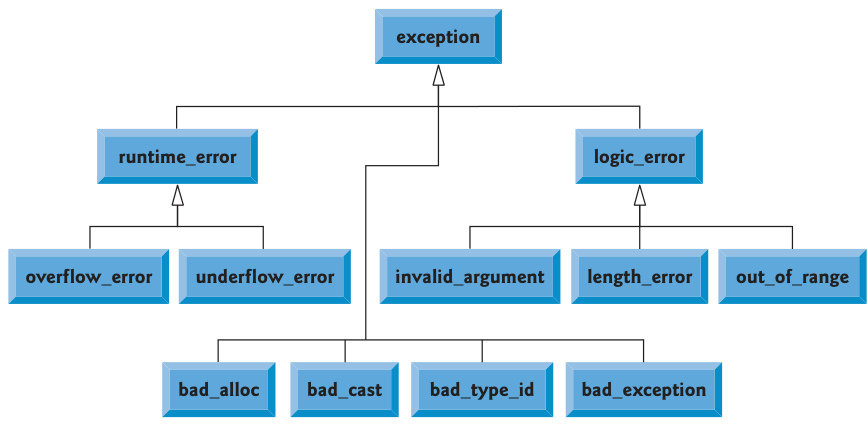 exception
runtime_error
logic_error
overflow_error
underflow_error
invalid_argument
length_error
out_of_range
bad_alloc
bad_cast
bad_type_id
bad_exception